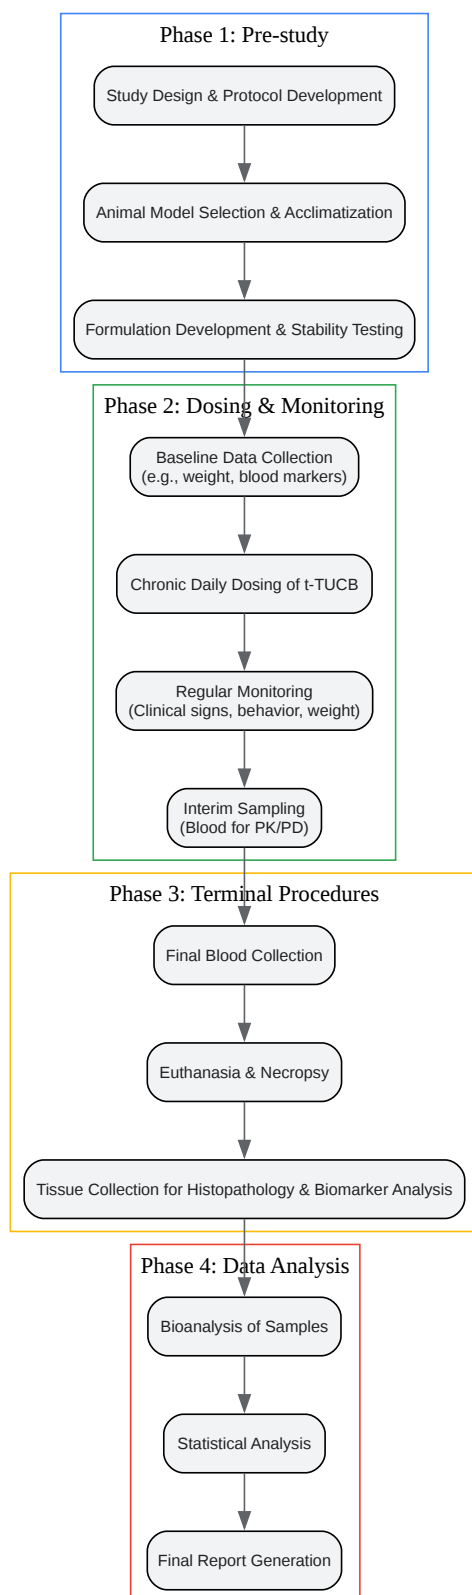 Phase 1: Pre-study
Study Design & Protocol Development
Animal Model Selection & Acclimatization
Formulation Development & Stability Testing
Phase 2: Dosing & Monitoring
Baseline Data Collection
(e.g., weight, blood markers)
Chronic Daily Dosing of t-TUCB
Regular Monitoring
(Clinical signs, behavior, weight)
Interim Sampling
(Blood for PK/PD)
Phase 3: Terminal Procedures
Final Blood Collection
Euthanasia & Necropsy
Tissue Collection for Histopathology & Biomarker Analysis
Phase 4: Data Analysis
Bioanalysis of Samples
Statistical Analysis
Final Report Generation